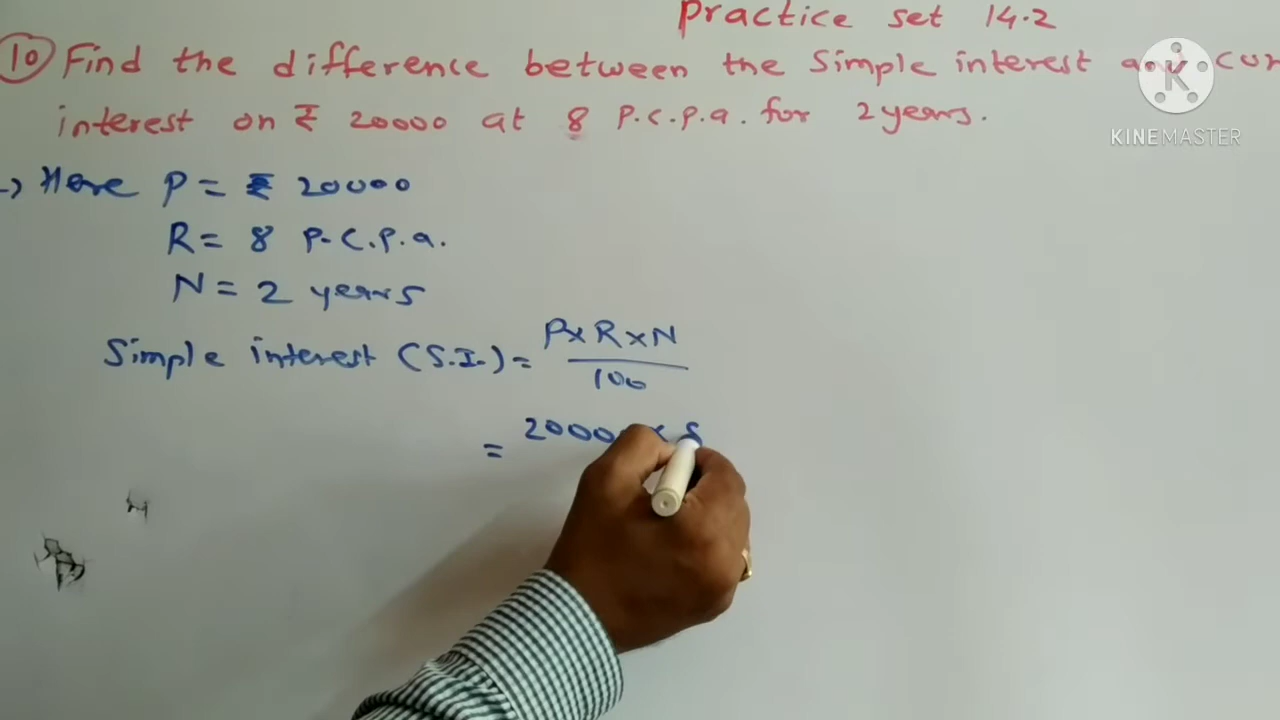 Practice set 14.2
10 Find the difference between the simple interest and
interest on ₹ 20000 at 8 P.C.P.a. for 2 years.
→ Here P = ₹ 20000
R = 8 P.C.P.a.
N = 2 years
Simple interest (S.I.) = P×R×N
100
= 2000
K
KINEMASTER